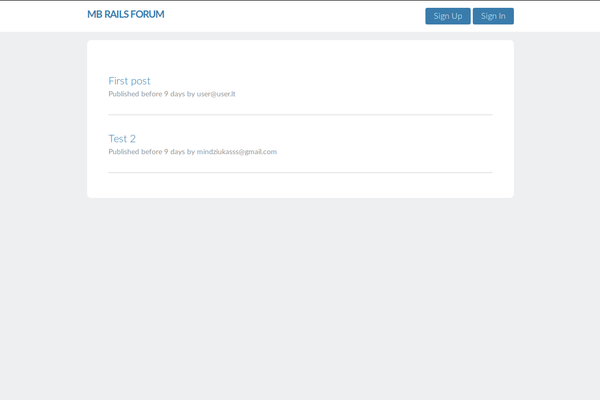 MB RAILS FORUM
Sign Up
Sign In
First post
Published before 9 days by user@user.lt
Test 2
Published before 9 days by mindziukasss@gmail.com